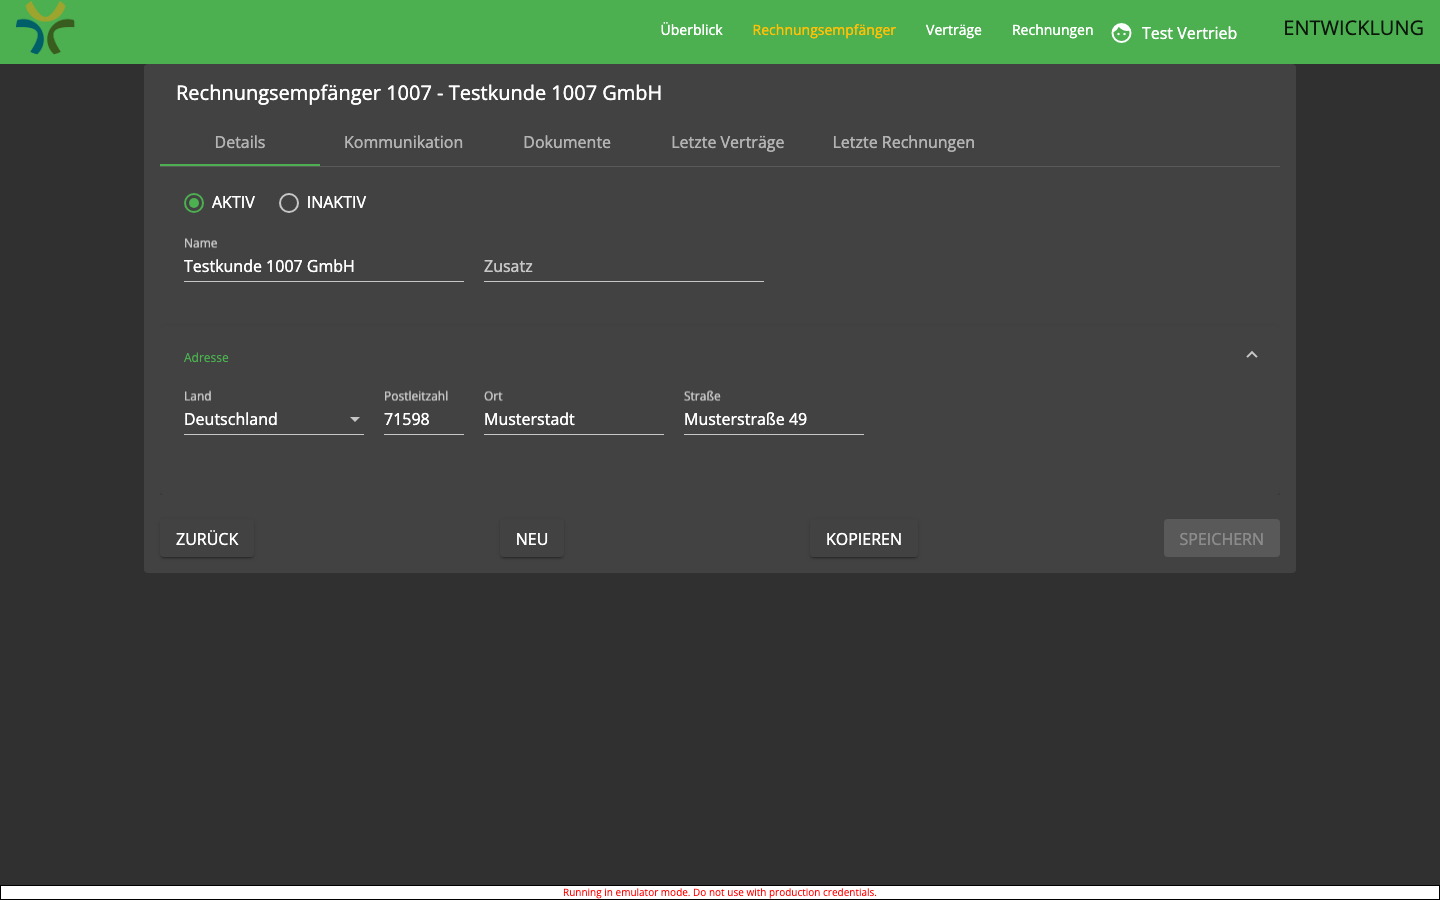 Überblick Rechnungsempfänger Verträge Rechnungen Test Vertrieb ENTWICKLUNG
Rechnungsempfänger 1007 - Testkunde 1007 GmbH
Details Kommunikation Dokumente Letzte Verträge Letzte Rechnungen
AKTIV INAKTIV
Name
Testkunde 1007 GmbH Zusatz
Adresse
Land Postleitzahl Ort Straße
Deutschland 71598 Musterstadt Musterstraße 49
ZURÜCK NEU KOPIEREN SPEICHERN
Running in emulator mode. Do not use with production credentials.